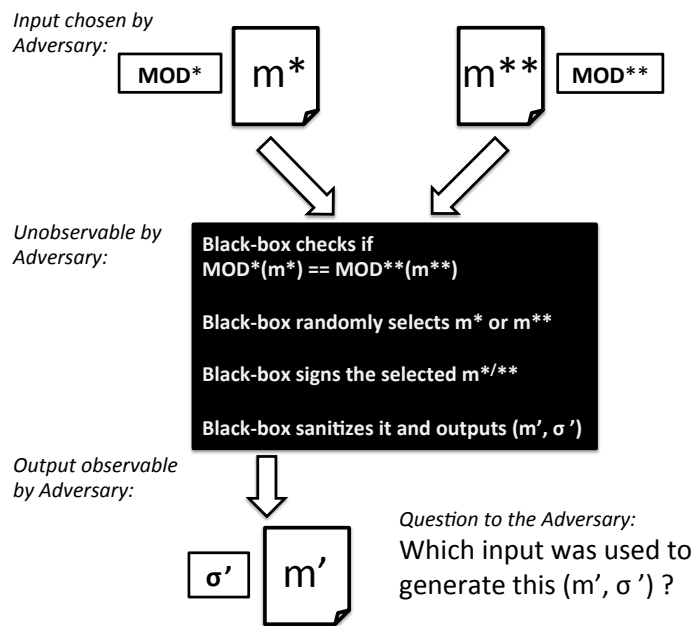 Input chosen by
Adversary:
MOD*
m*
m**
MOD**
Unobservable by
Adversary:
Black-box checks if
MOD*(m*) == MOD**(m**)
Black-box randomly selects m* or m**
Black-box signs the selected m*/**
Black-box sanitizes it and outputs (m’, σ ’)
Output observable
by Adversary:
σ’
m’
Question to the Adversary:
Which input was used to
generate this (m’, σ ’) ?